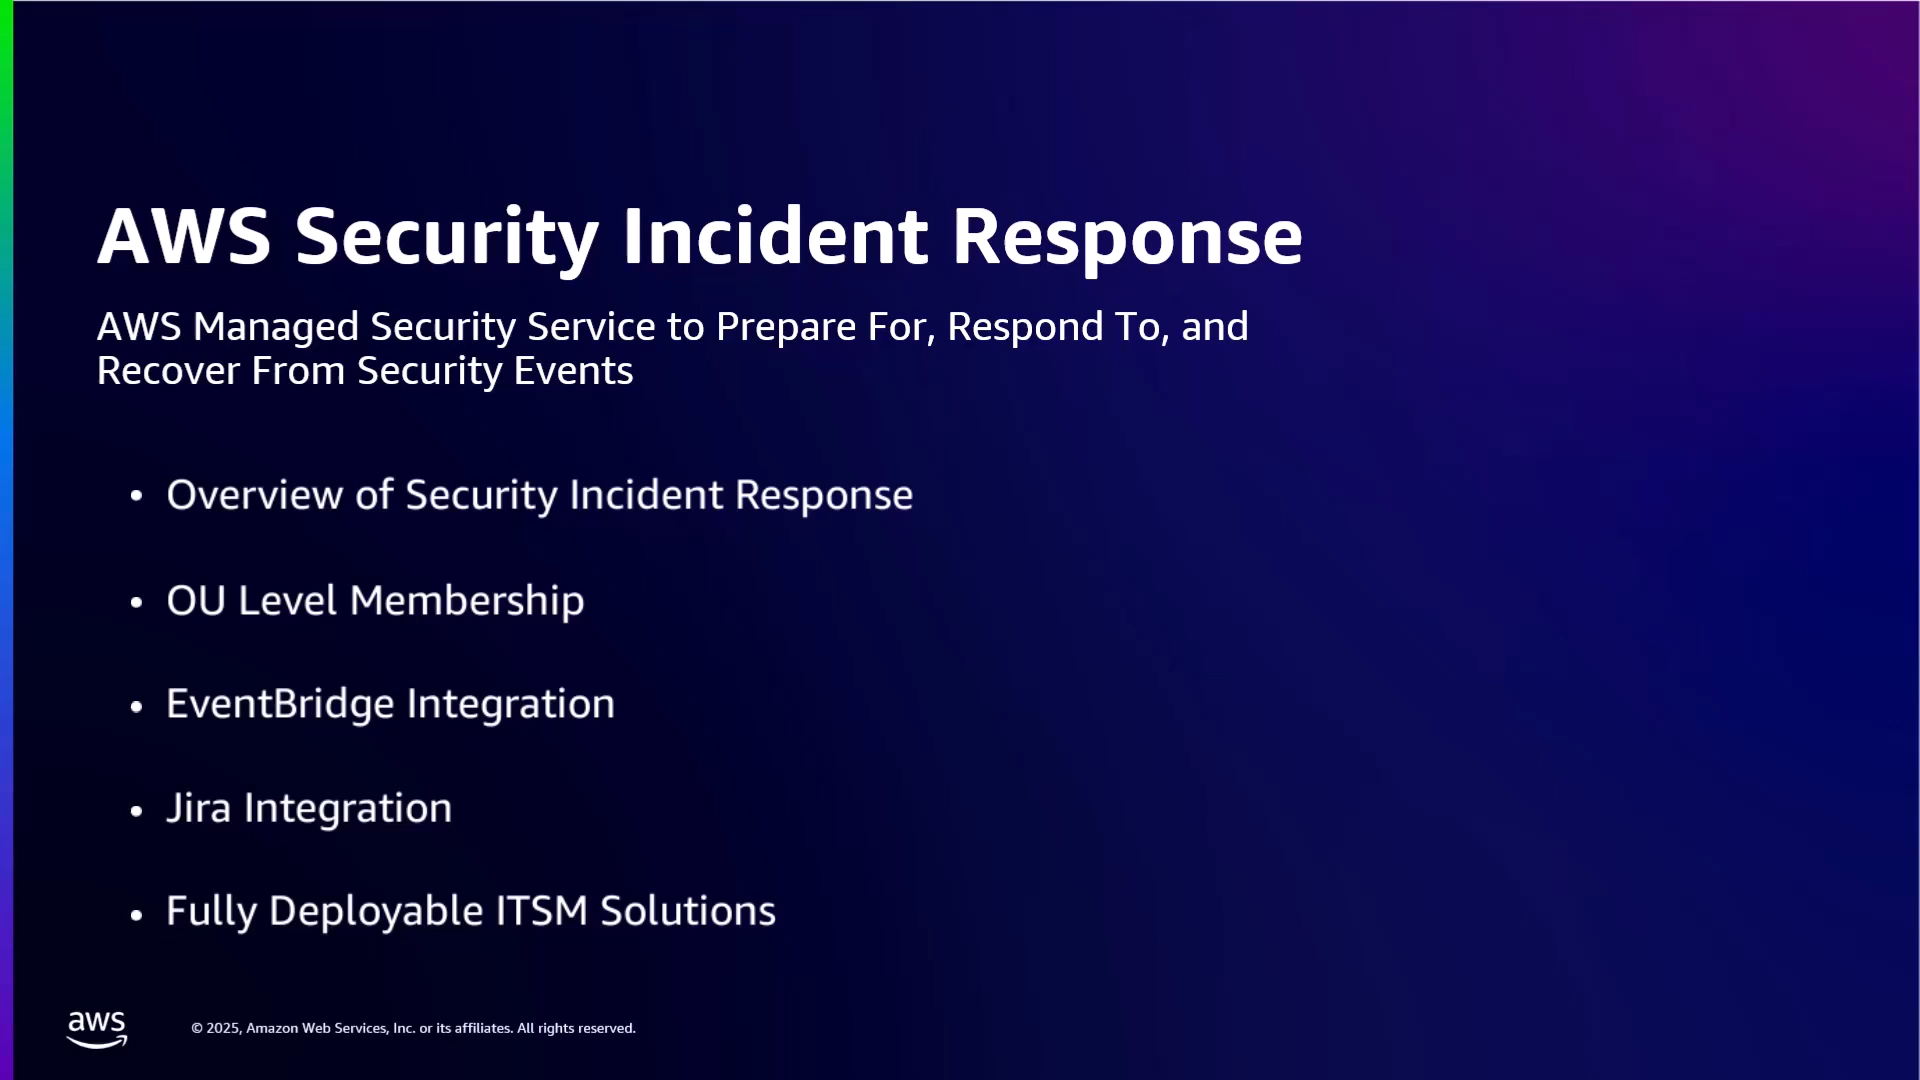 AWS Security Incident Response
AWS Managed Security Service to Prepare For, Respond To, and
Recover From Security Events
• Overview of Security Incident Response
• OU Level Membership
• EventBridge Integration
• Jira Integration
• Fully Deployable ITSM Solutions
aws
© 2025, Amazon Web Services, Inc. or its affiliates. All rights reserved.